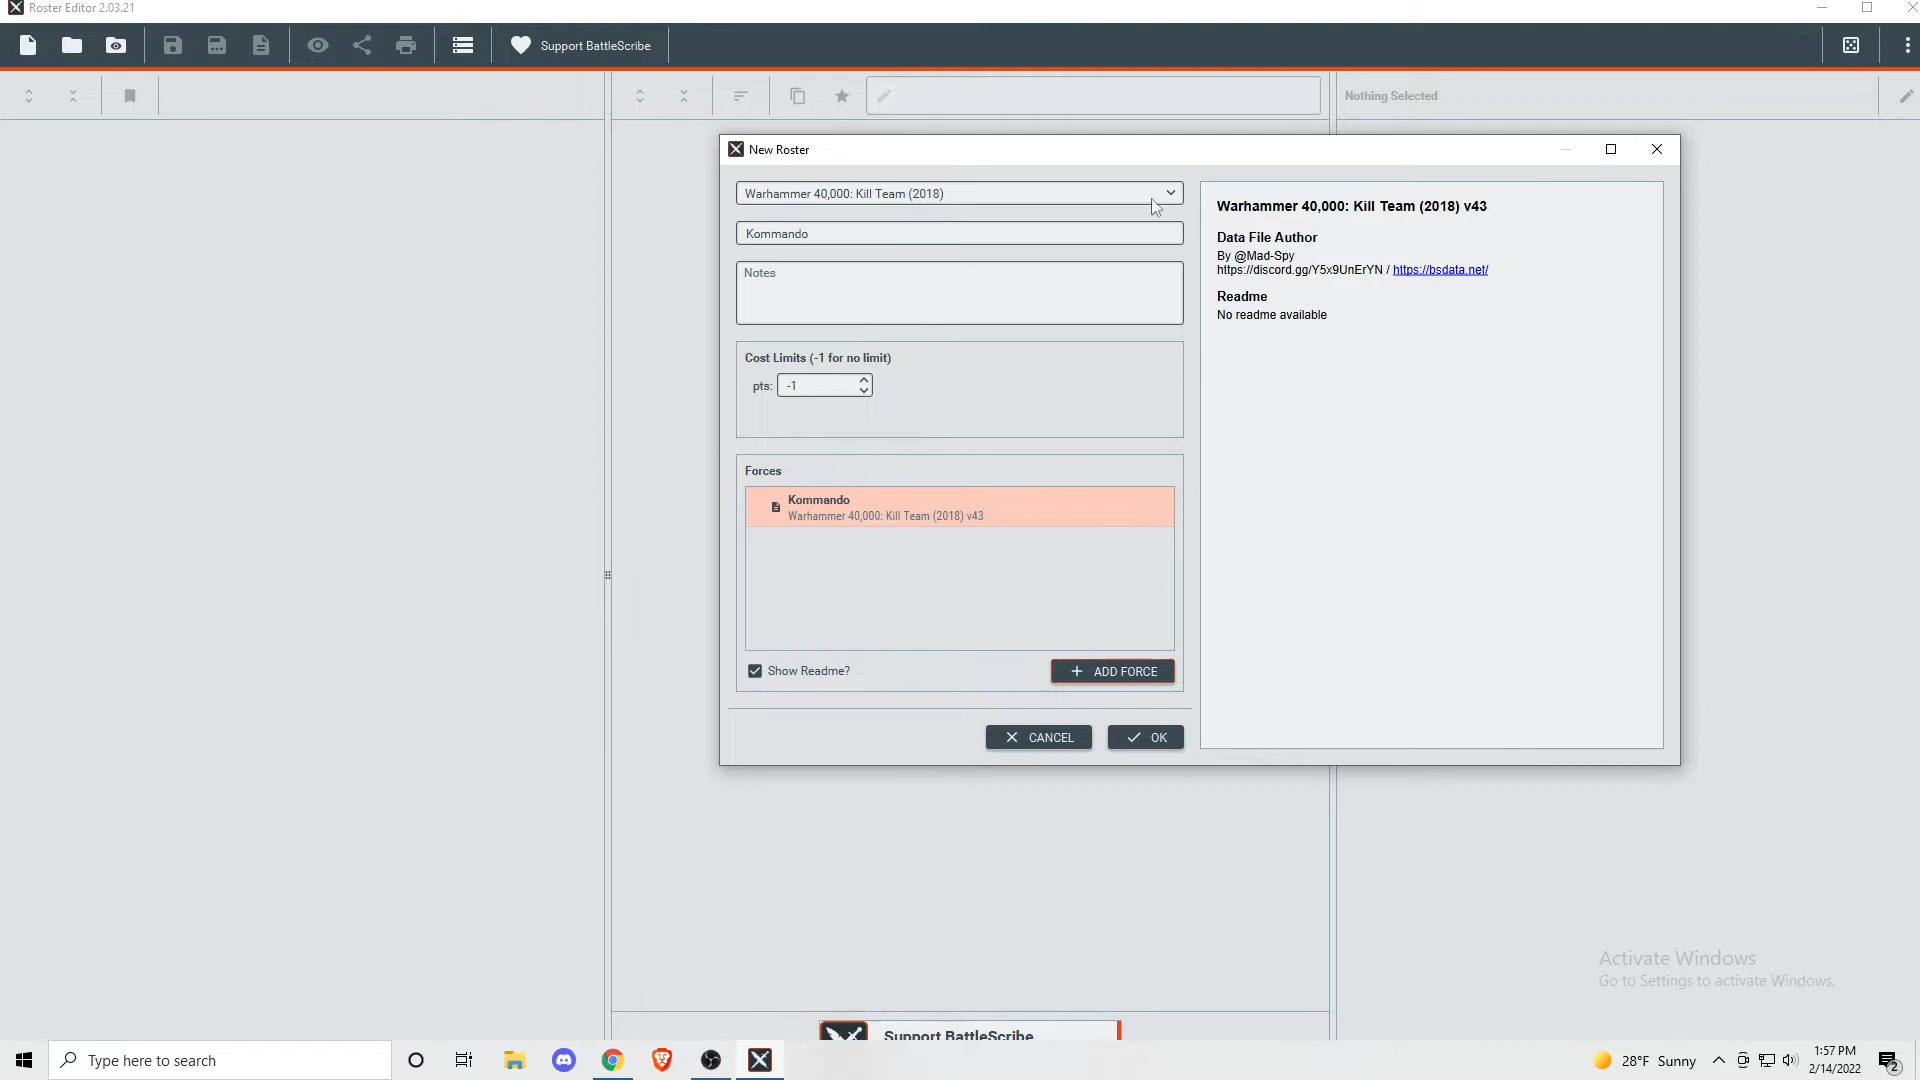 Roster Editor 2.03.21
Support BattleScribe
Nothing Selected
New Roster
Warhammer 40,000: Kill Team (2018)
Kommando
Notes
Cost Limits (-1 for no limit)
pts: -1
Forces
Kommando
Warhammer 40,000: Kill Team (2018) v43
Show Readme?
ADD FORCE
CANCEL
OK
Warhammer 40,000: Kill Team (2018) v43
Data File Author
By @Mad-Spy
https://discord.gg/Y5x9UnErYN / https://bsdata.net/
Readme
No readme available
Activate Windows
Go to Settings to activate Windows.
Support BattleScribe
Type here to search
28°F Sunny
1:57 PM
2/14/2022
2